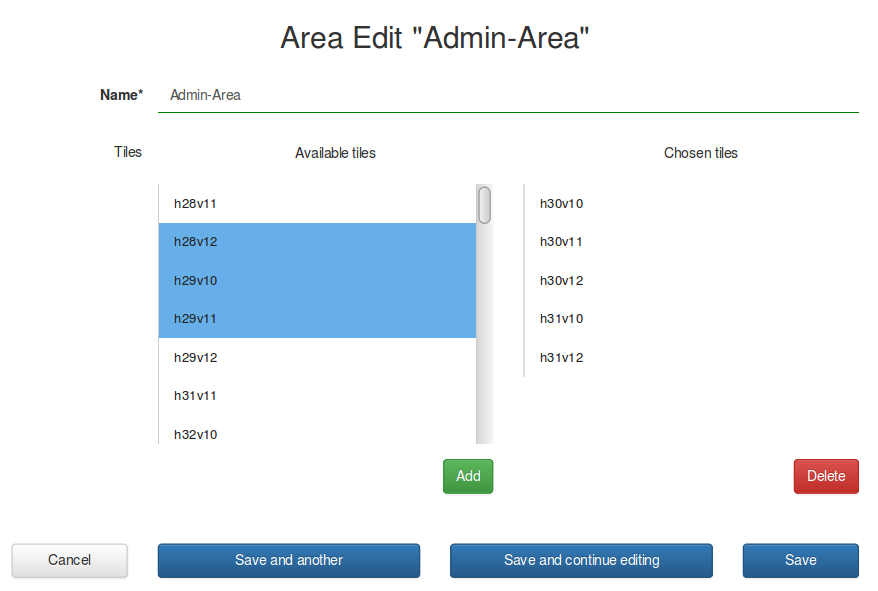 Area Edit "Admin-Area"
Name* Admin-Area
Tiles Available tiles Chosen tiles
h28v11
h28v12
h29v10
h29v11
h29v12
h31v11
h32v10
h30v10
h30v11
h30v12
h31v10
h31v12
Add Delete
Cancel Save and another Save and continue editing Save